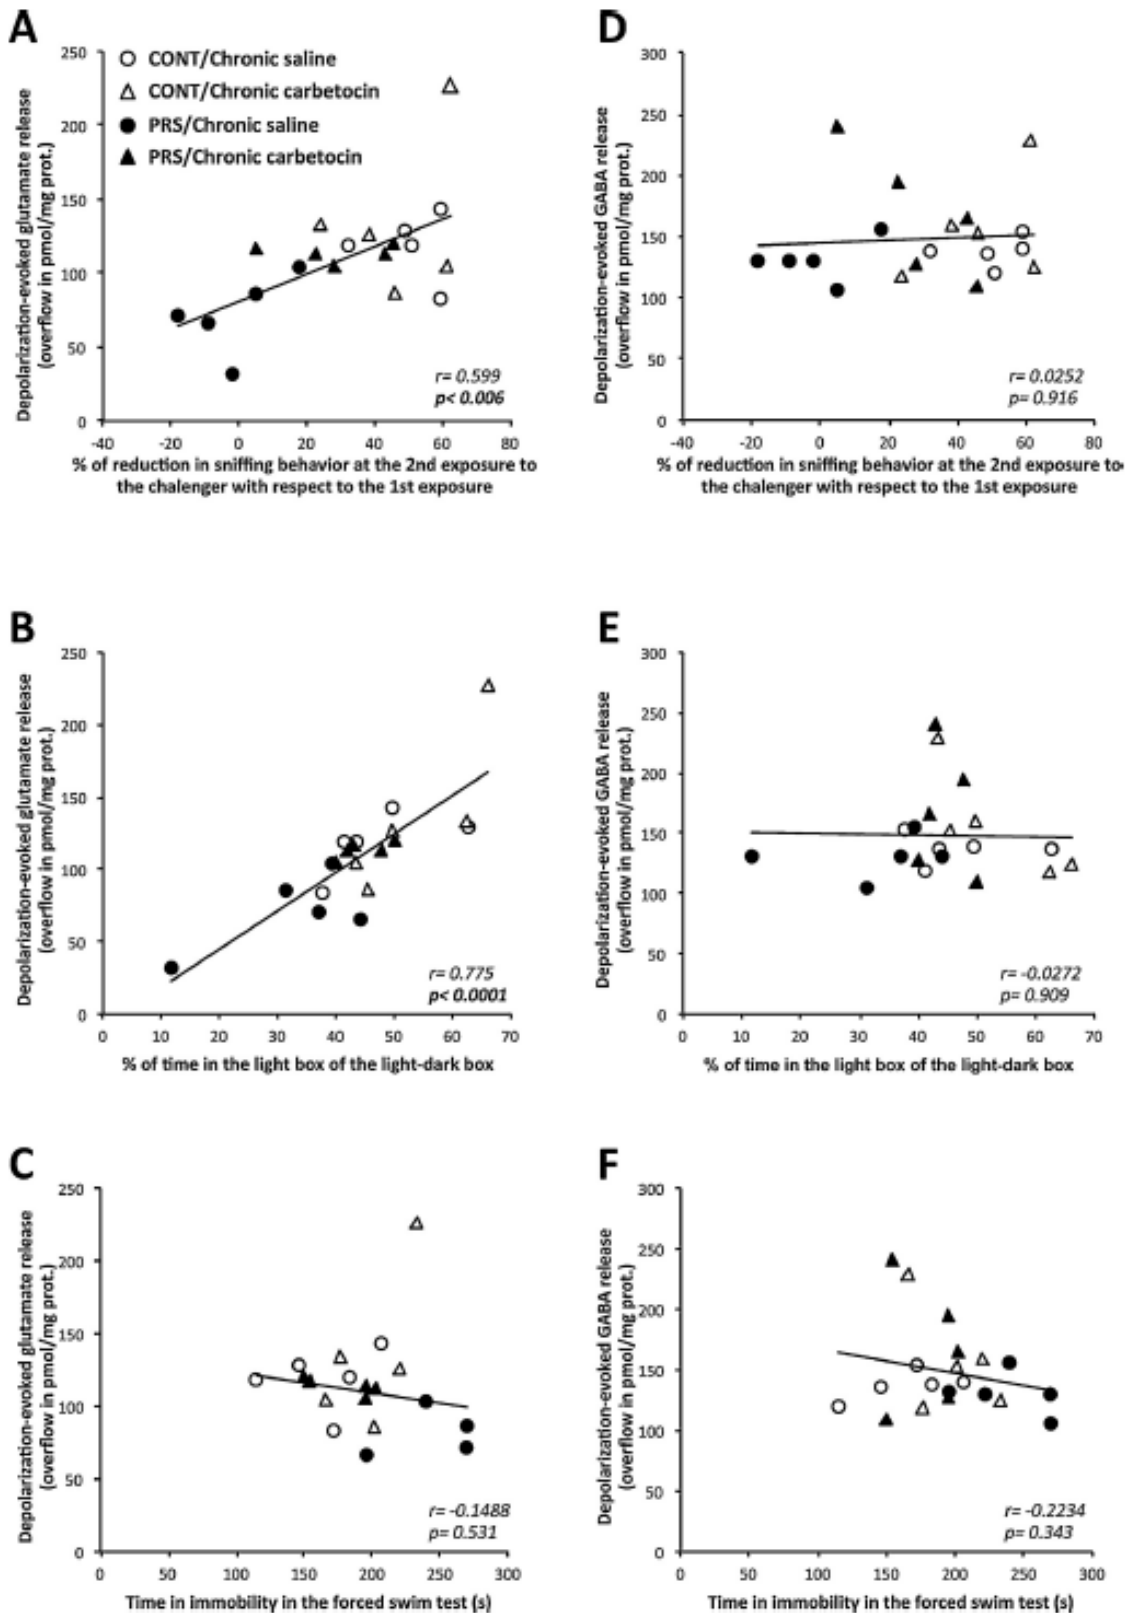 A
Depolarization-evoked glutamate release
(overflow in pmol/mg prot.)
250
200
150
100
50
0
CONT/Chronic saline
CONT/Chronic carbetocin
PRS/Chronic saline
PRS/Chronic carbetocin
r= 0.599
p< 0.006
-40 -20 0 20 40 60 80
% of reduction in sniffing behavior at the 2nd exposure to
the chalenger with respect to the 1st exposure
D
Depolarization-evoked GABA release
(overflow in pmol/mg prot.)
300
250
200
150
100
50
0
r= 0.0252
p= 0.916
-40 -20 0 20 40 60 80
% of reduction in sniffing behavior at the 2nd exposure to
the chalenger with respect to the 1st exposure
B
Depolarization-evoked glutamate release
(overflow in pmol/mg prot.)
250
200
150
100
50
0
r= 0.775
p< 0.0001
0 10 20 30 40 50 60 70
% of time in the light box of the light-dark box
E
Depolarization-evoked GABA release
(overflow in pmol/mg prot.)
300
250
200
150
100
50
0
r= -0.0272
p= 0.909
0 10 20 30 40 50 60 70
% of time in the light box of the light-dark box
C
Depolarization-evoked glutamate release
(overflow in pmol/mg prot.)
250
200
150
100
50
0
r= -0.1488
p= 0.531
0 50 100 150 200 250 300
Time in immobility in the forced swim test (s)
F
Depolarization-evoked GABA release
(overflow in pmol/mg prot.)
300
250
200
150
100
50
0
r= -0.2234
p= 0.343
0 50 100 150 200 250 300
Time in immobility in the forced swim test (s)